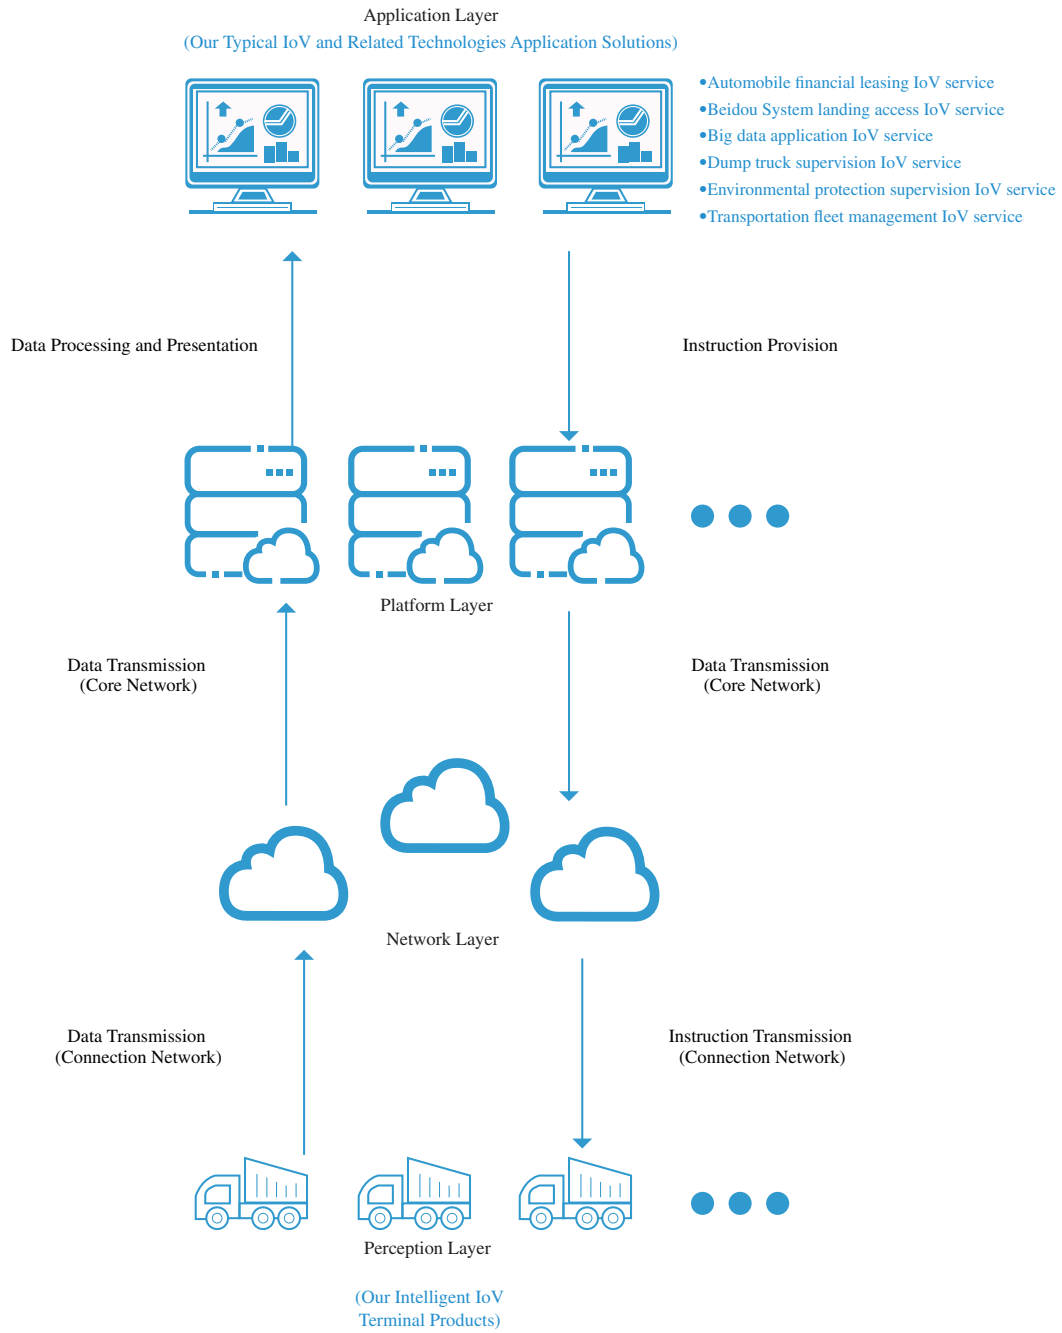 Application Layer
(Our Typical IoV and Related Technologies Application Solutions)
•Automobile financial leasing IoV service
•Beidou System landing access IoV service
•Big data application IoV service
•Dump truck supervision IoV service
•Environmental protection supervision IoV service
•Transportation fleet management IoV service
Data Processing and Presentation
Instruction Provision
Platform Layer
Data Transmission
(Core Network)
Data Transmission
(Core Network)
Network Layer
Data Transmission
(Connection Network)
Instruction Transmission
(Connection Network)
Perception Layer
(Our Intelligent IoV
Terminal Products)